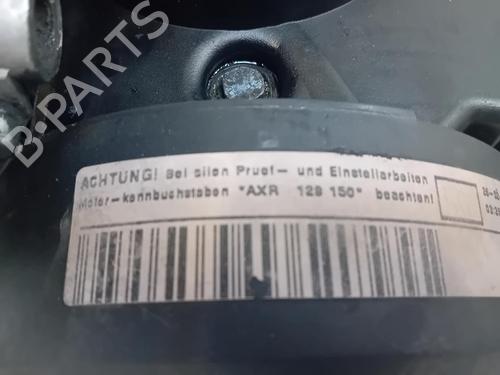 B-PARTS
ACHTUNG! Bei allen Pruef- und Einstellarbeiten
Motor-kennbuchstaben "AXR 129 150" beachten!